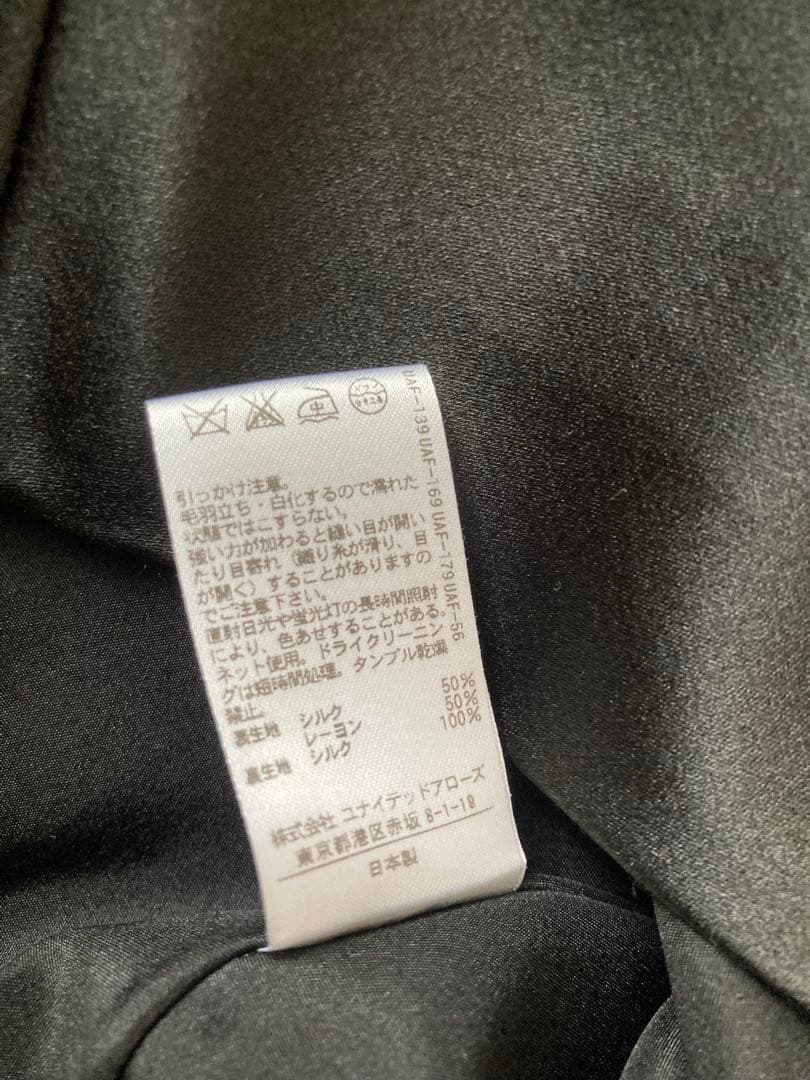 中
引っかけ注意。
毛羽立ち・白化するので濡れた
状態ではこすらない。
強い力が加わると縫い目が開い
たり目寄れ（織り糸が滑り、目
が開く）することがありますの
でご注意下さい。
直射日光や蛍光灯の長時間照射
により、色あせすることがある。
ネット使用。ドライクリーニン
グは短時間処理。タンブル乾燥
禁止。
表生地 シルク 50%
レーヨン 50%
裏生地 シルク 100%
株式会社 ユナイテッドアローズ
東京都港区赤坂 8-1-19
日本製
UAF-139UAF-169UAF-179UAF-56